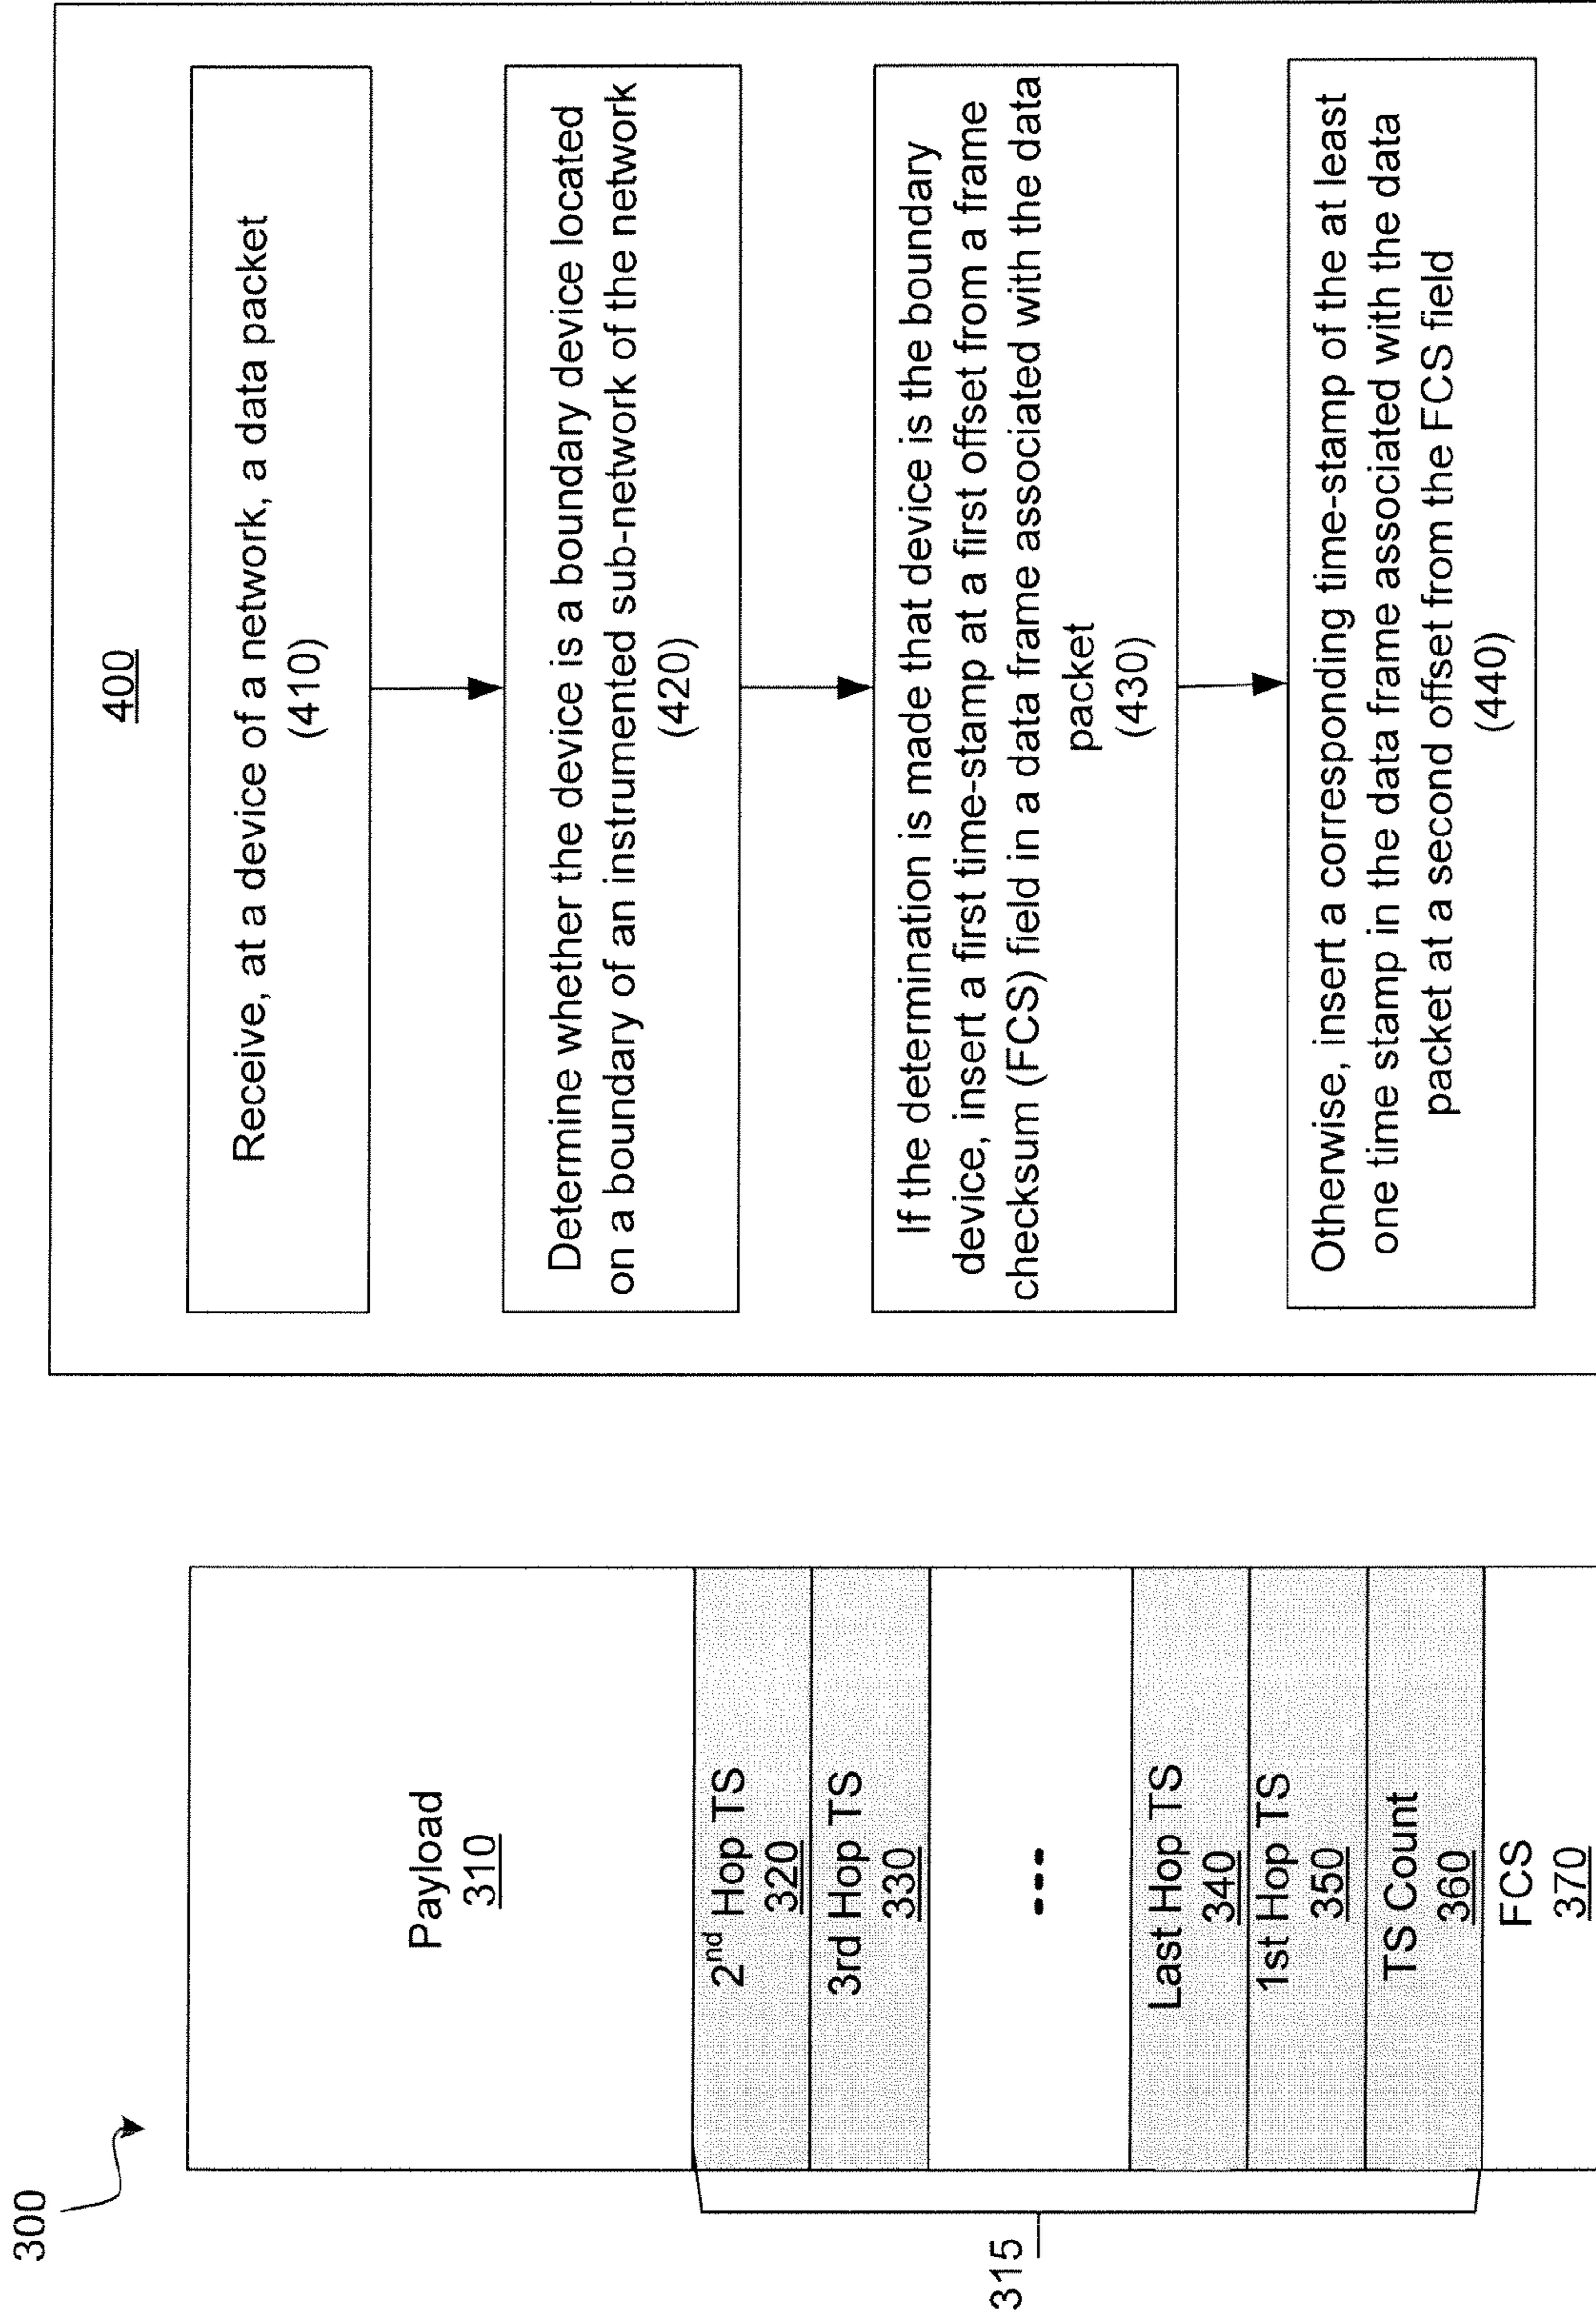 300
Payload
310
2nd Hop TS
320
3rd Hop TS
330
---
Last Hop TS
340
1st Hop TS
350
TS Count
360
FCS
370
315
400
Receive, at a device of a network, a data packet
(410)
Determine whether the device is a boundary device located
on a boundary of an instrumented sub-network of the network
(420)
If the determination is made that device is the boundary
device, insert a first time-stamp at a first offset from a frame
checksum (FCS) field in a data frame associated with the data
packet
(430)
Otherwise, insert a corresponding time-stamp of the at least
one time stamp in the data frame associated with the data
packet at a second offset from the FCS field
(440)